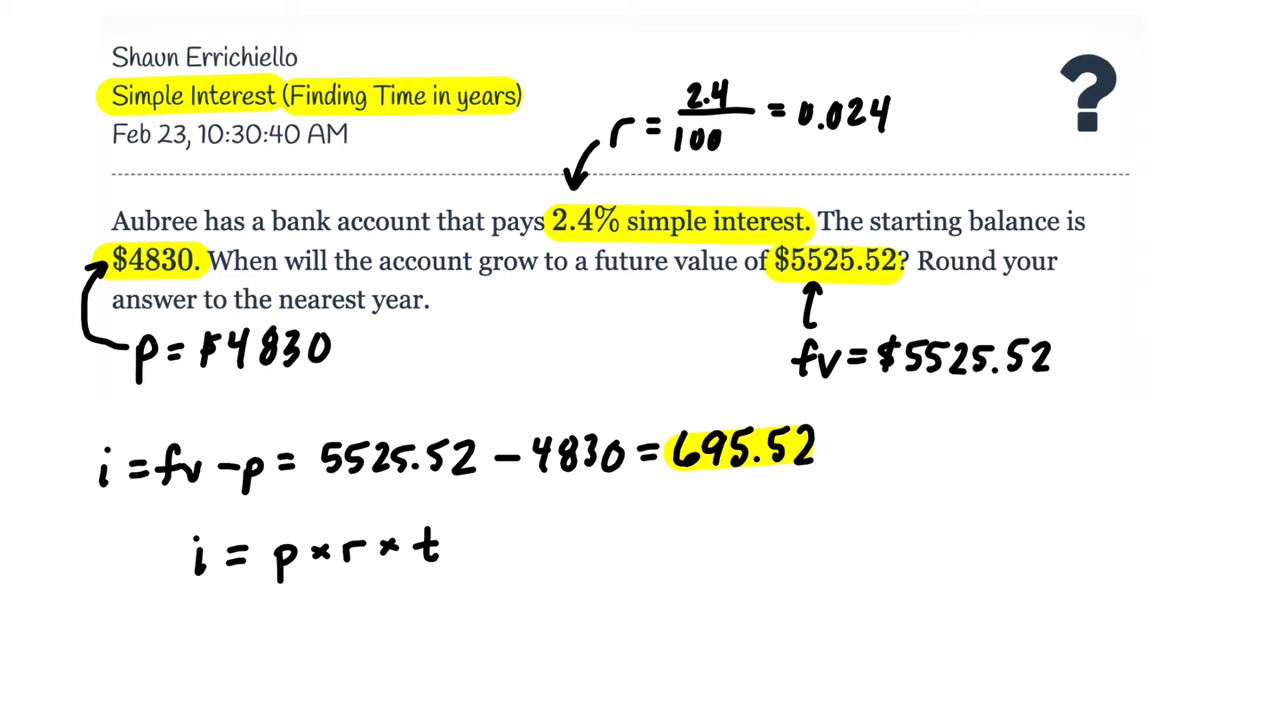 Shaun Errichiello
Simple Interest (Finding Time in years)
Feb 23, 10:30:40 AM
?
r = 2.4/100 = 0.024
Aubree has a bank account that pays 2.4% simple interest. The starting balance is
$4830. When will the account grow to a future value of $5525.52? Round your
answer to the nearest year.
p = $4830
fv = $5525.52
i = fv - p = 5525.52 - 4830 = 695.52
i = p × r × t